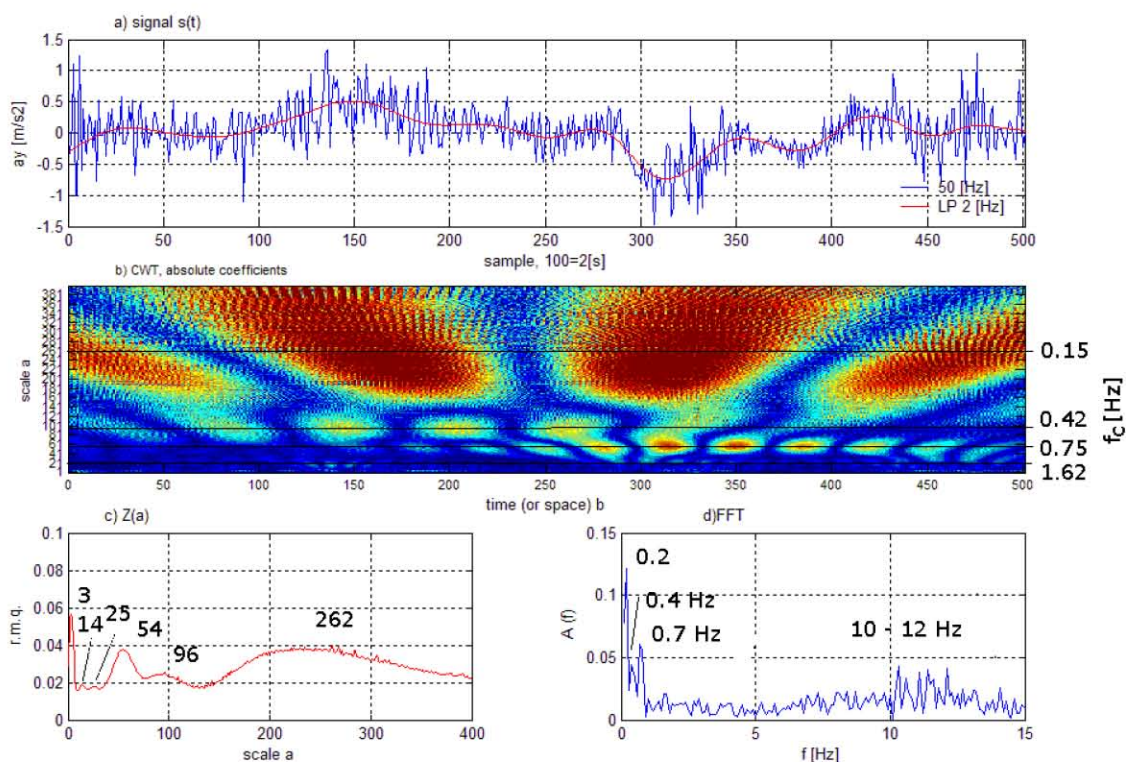 a) signal s(t)
1.5
1
0.5
0
-0.5
-1
-1.5
ay [m/s2]
50 [Hz]
LP 2 [Hz]
0 50 100 150 200 250 300 350 400 450 500
sample, 100=2[s]
b) CWT, absolute coefficients
scale a
0.15
0.42
0.75
1.62
fC [Hz]
0 50 100 150 200 250 300 350 400 450 500
time (or space) b
c) Z(a)
0.1
0.08
0.06
0.04
0.02
0
r.m.q.
3
14
25
54
96
262
0 100 200 300 400
scale a
d)FFT
0.15
0.1
0.05
0
A (f)
0.2
0.4 Hz
0.7 Hz
10 - 12 Hz
0 5 10 15
f [Hz]